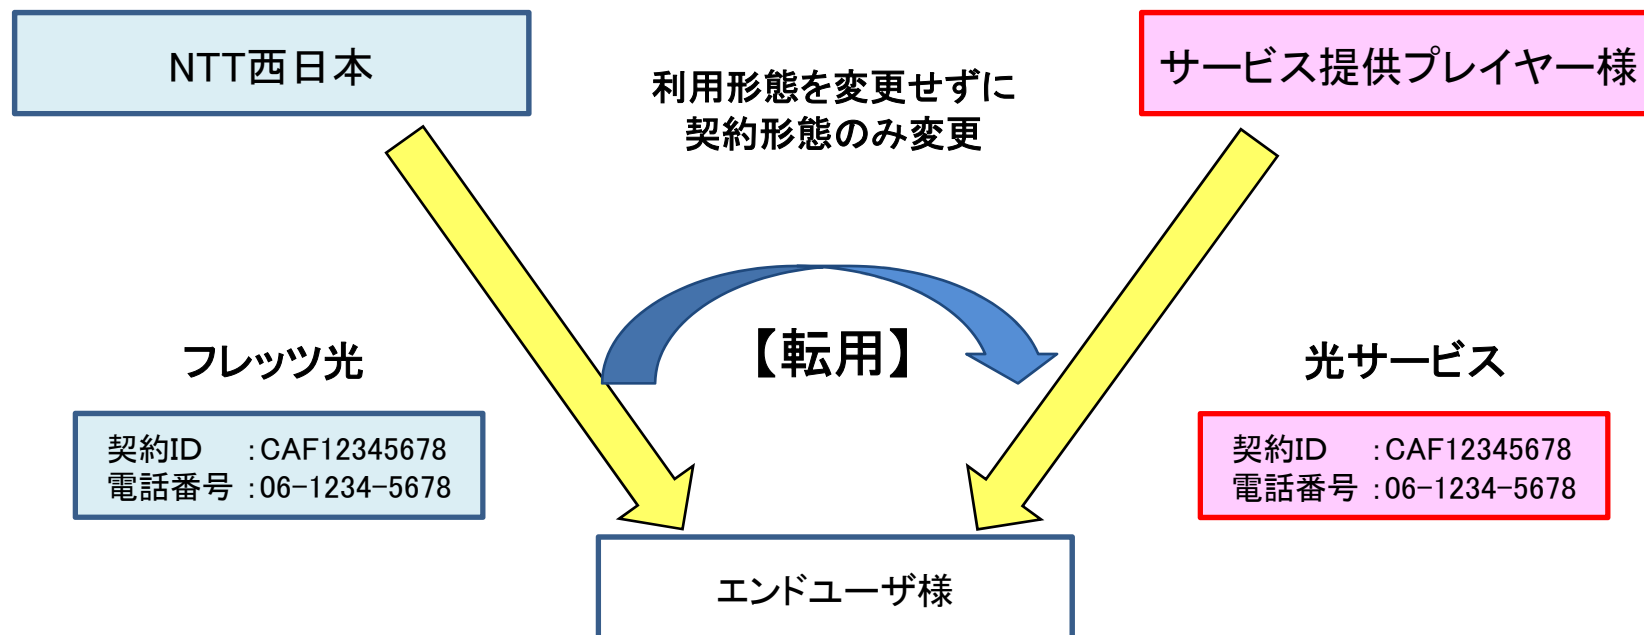 NTT西日本
サービス提供プレイヤー様
利用形態を変更せずに
契約形態のみ変更
【転用】
フレッツ光
光サービス
契約ID :CAF12345678
電話番号 :06-1234-5678
契約ID :CAF12345678
電話番号 :06-1234-5678
エンドユーザ様